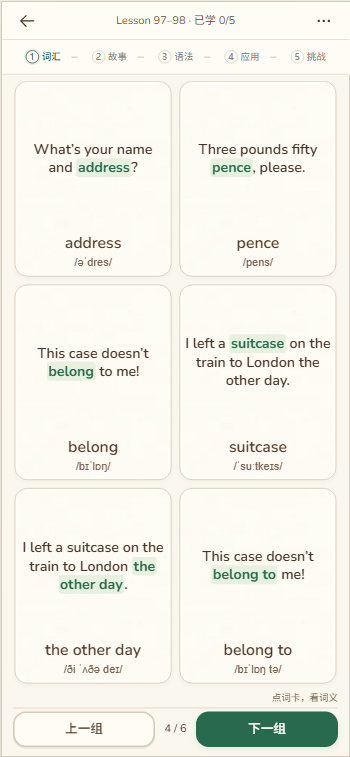 Lesson 97–98 · 已学 0/5
1 词汇 – 2 故事 – 3 语法 – 4 应用 – 5 挑战
What's your name
and address?
address
/əˈdres/
Three pounds fifty
pence, please.
pence
/pens/
This case doesn't
belong to me!
belong
/bɪˈlɒŋ/
I left a suitcase on the
train to London the
other day.
suitcase
/ˈsuːtkeɪs/
I left a suitcase on the
train to London the
other day.
the other day
/ði ˈʌðə deɪ/
This case doesn't
belong to me!
belong to
/bɪˈlɒŋ tə/
点词卡，看词义
上一组
4 / 6
下一组